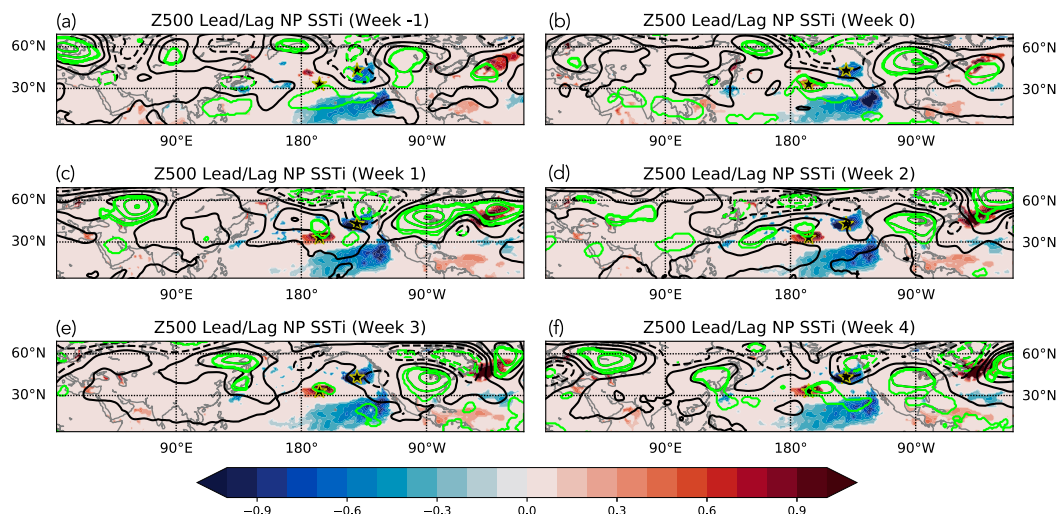 (a) Z500 Lead/Lag NP SSTi (Week -1)
(b) Z500 Lead/Lag NP SSTi (Week 0)
60°N 60°N
30°N 30°N
90°E 180 90°W
90°E 180 90°W
(c) Z500 Lead/Lag NP SSTi (Week 1)
(d) Z500 Lead/Lag NP SSTi (Week 2)
60°N 60°N
30°N 30°N
90°E 180 90°W
90°E 180 90°W
(e) Z500 Lead/Lag NP SSTi (Week 3)
(f) Z500 Lead/Lag NP SSTi (Week 4)
60°N 60°N
30°N 30°N
90°E 180 90°W
90°E 180 90°W
−0.9 −0.6 −0.3 0.0 0.3 0.6 0.9